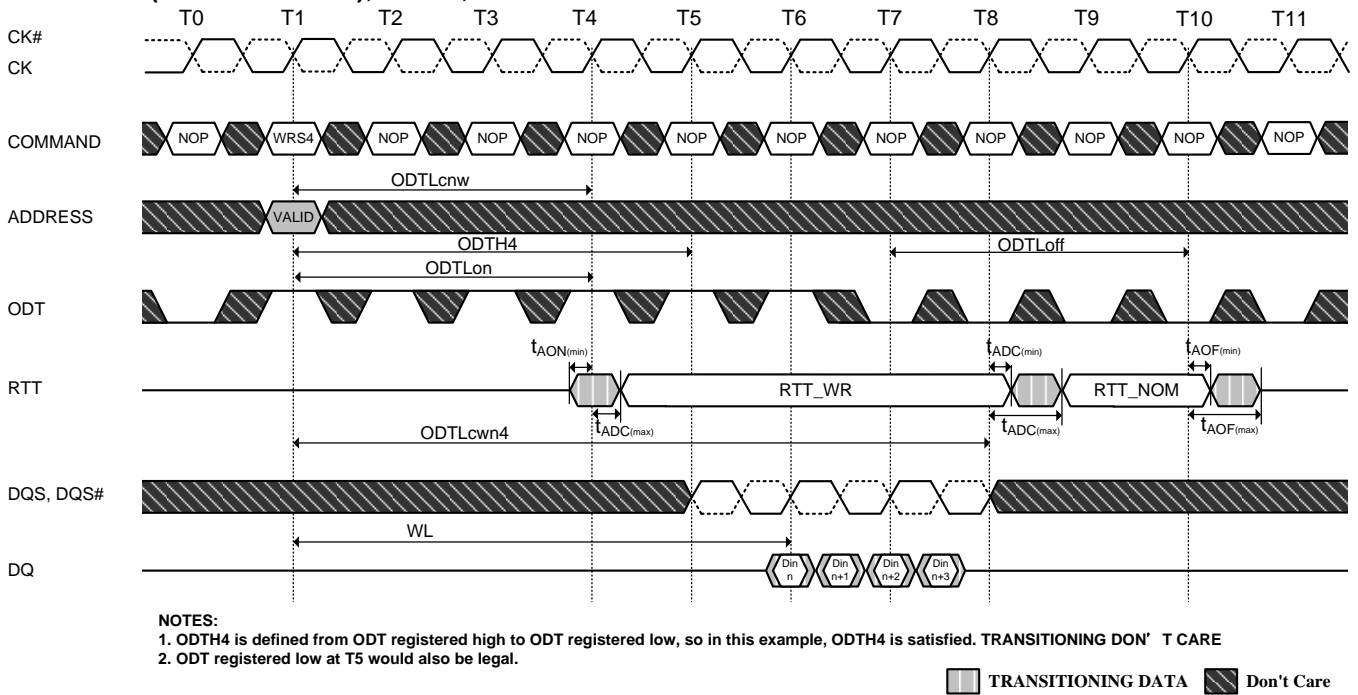 T0 T1 T2 T3 T4 T5 T6 T7 T8 T9 T10 T11
CK#
CK
COMMAND
NOP WRS4 NOP NOP NOP NOP NOP NOP NOP NOP NOP NOP
ODTLcnw
ADDRESS
VALID
ODTH4
ODTLoff
ODTLon
ODT
tAON(min) tADC(min) tAOF(min)
RTT
RTT_WR RTT_NOM
tADC(max) tADC(max) tAOF(max)
ODTLcwn4
DQS, DQS#
WL
DQ
Din Din Din Din
n n+1 n+2 n+3
NOTES:
1. ODTH4 is defined from ODT registered high to ODT registered low, so in this example, ODTH4 is satisfied. TRANSITIONING DON’ T CARE
2. ODT registered low at T5 would also be legal.
TRANSITIONING DATA Don't Care